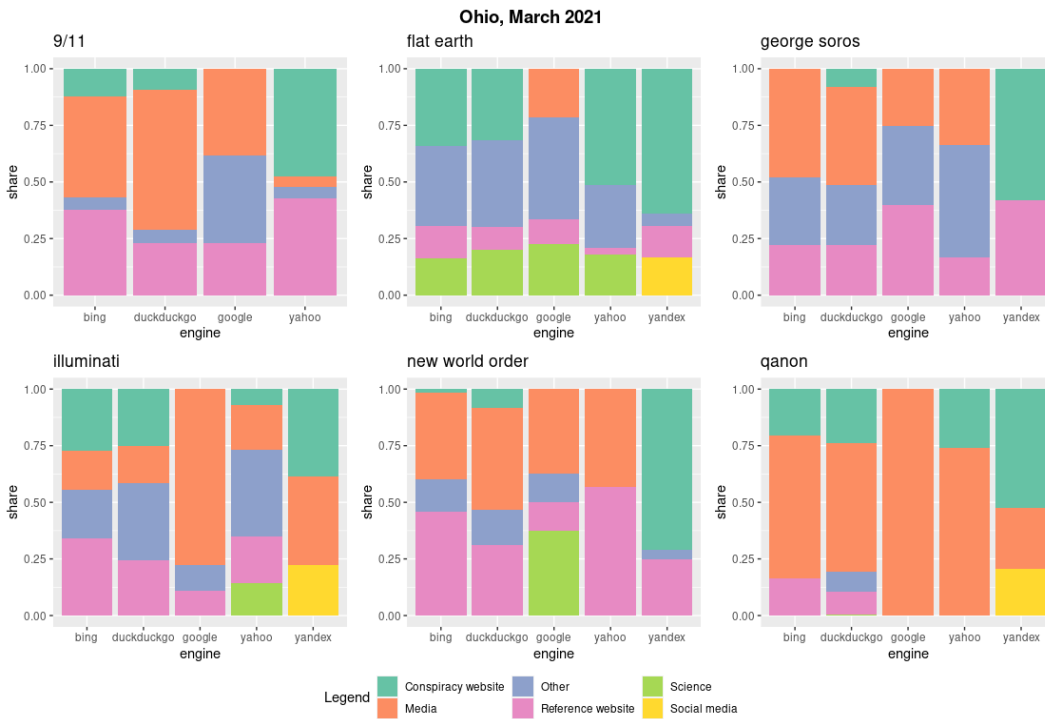 Ohio, March 2021
9/11
flat earth
george soros
1.00
0.75
0.50
0.25
0.00
share
bing duckduckgo google yahoo
engine
1.00
0.75
0.50
0.25
0.00
share
bing duckduckgo google yahoo yandex
engine
1.00
0.75
0.50
0.25
0.00
share
bing duckduckgo google yahoo yandex
engine
illuminati
new world order
qanon
1.00
0.75
0.50
0.25
0.00
share
bing duckduckgo google yahoo yandex
engine
1.00
0.75
0.50
0.25
0.00
share
bing duckduckgo google yahoo yandex
engine
1.00
0.75
0.50
0.25
0.00
share
bing duckduckgo google yahoo yandex
engine
Legend
Conspiracy website Other Science
Media Reference website Social media